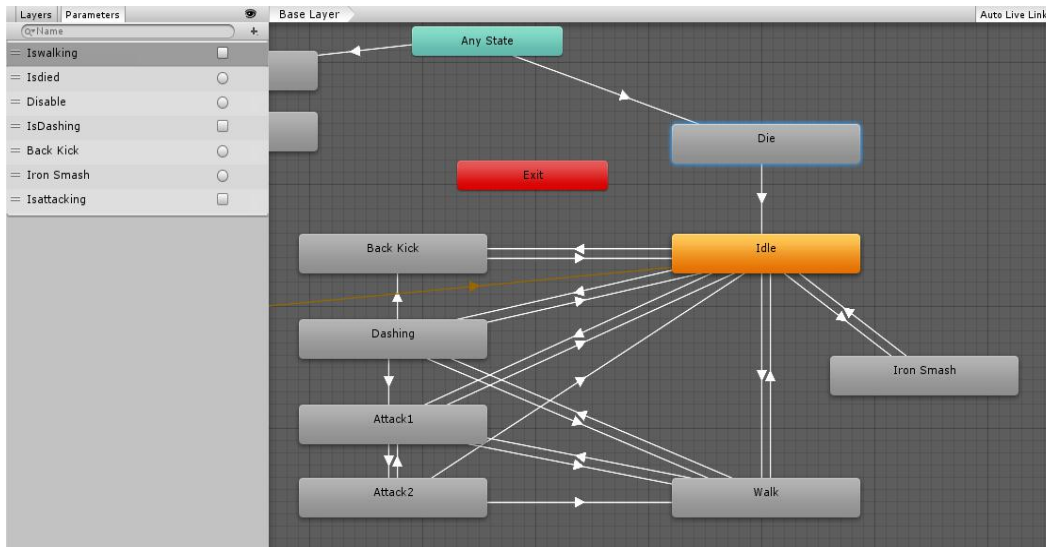 Layers Parameters
Name
Iswalking
Isdied
Disable
IsDashing
Back Kick
Iron Smash
Isattacking
Base Layer
Auto Live Link
Any State
Die
Exit
Back Kick
Idle
Dashing
Iron Smash
Attack1
Attack2
Walk